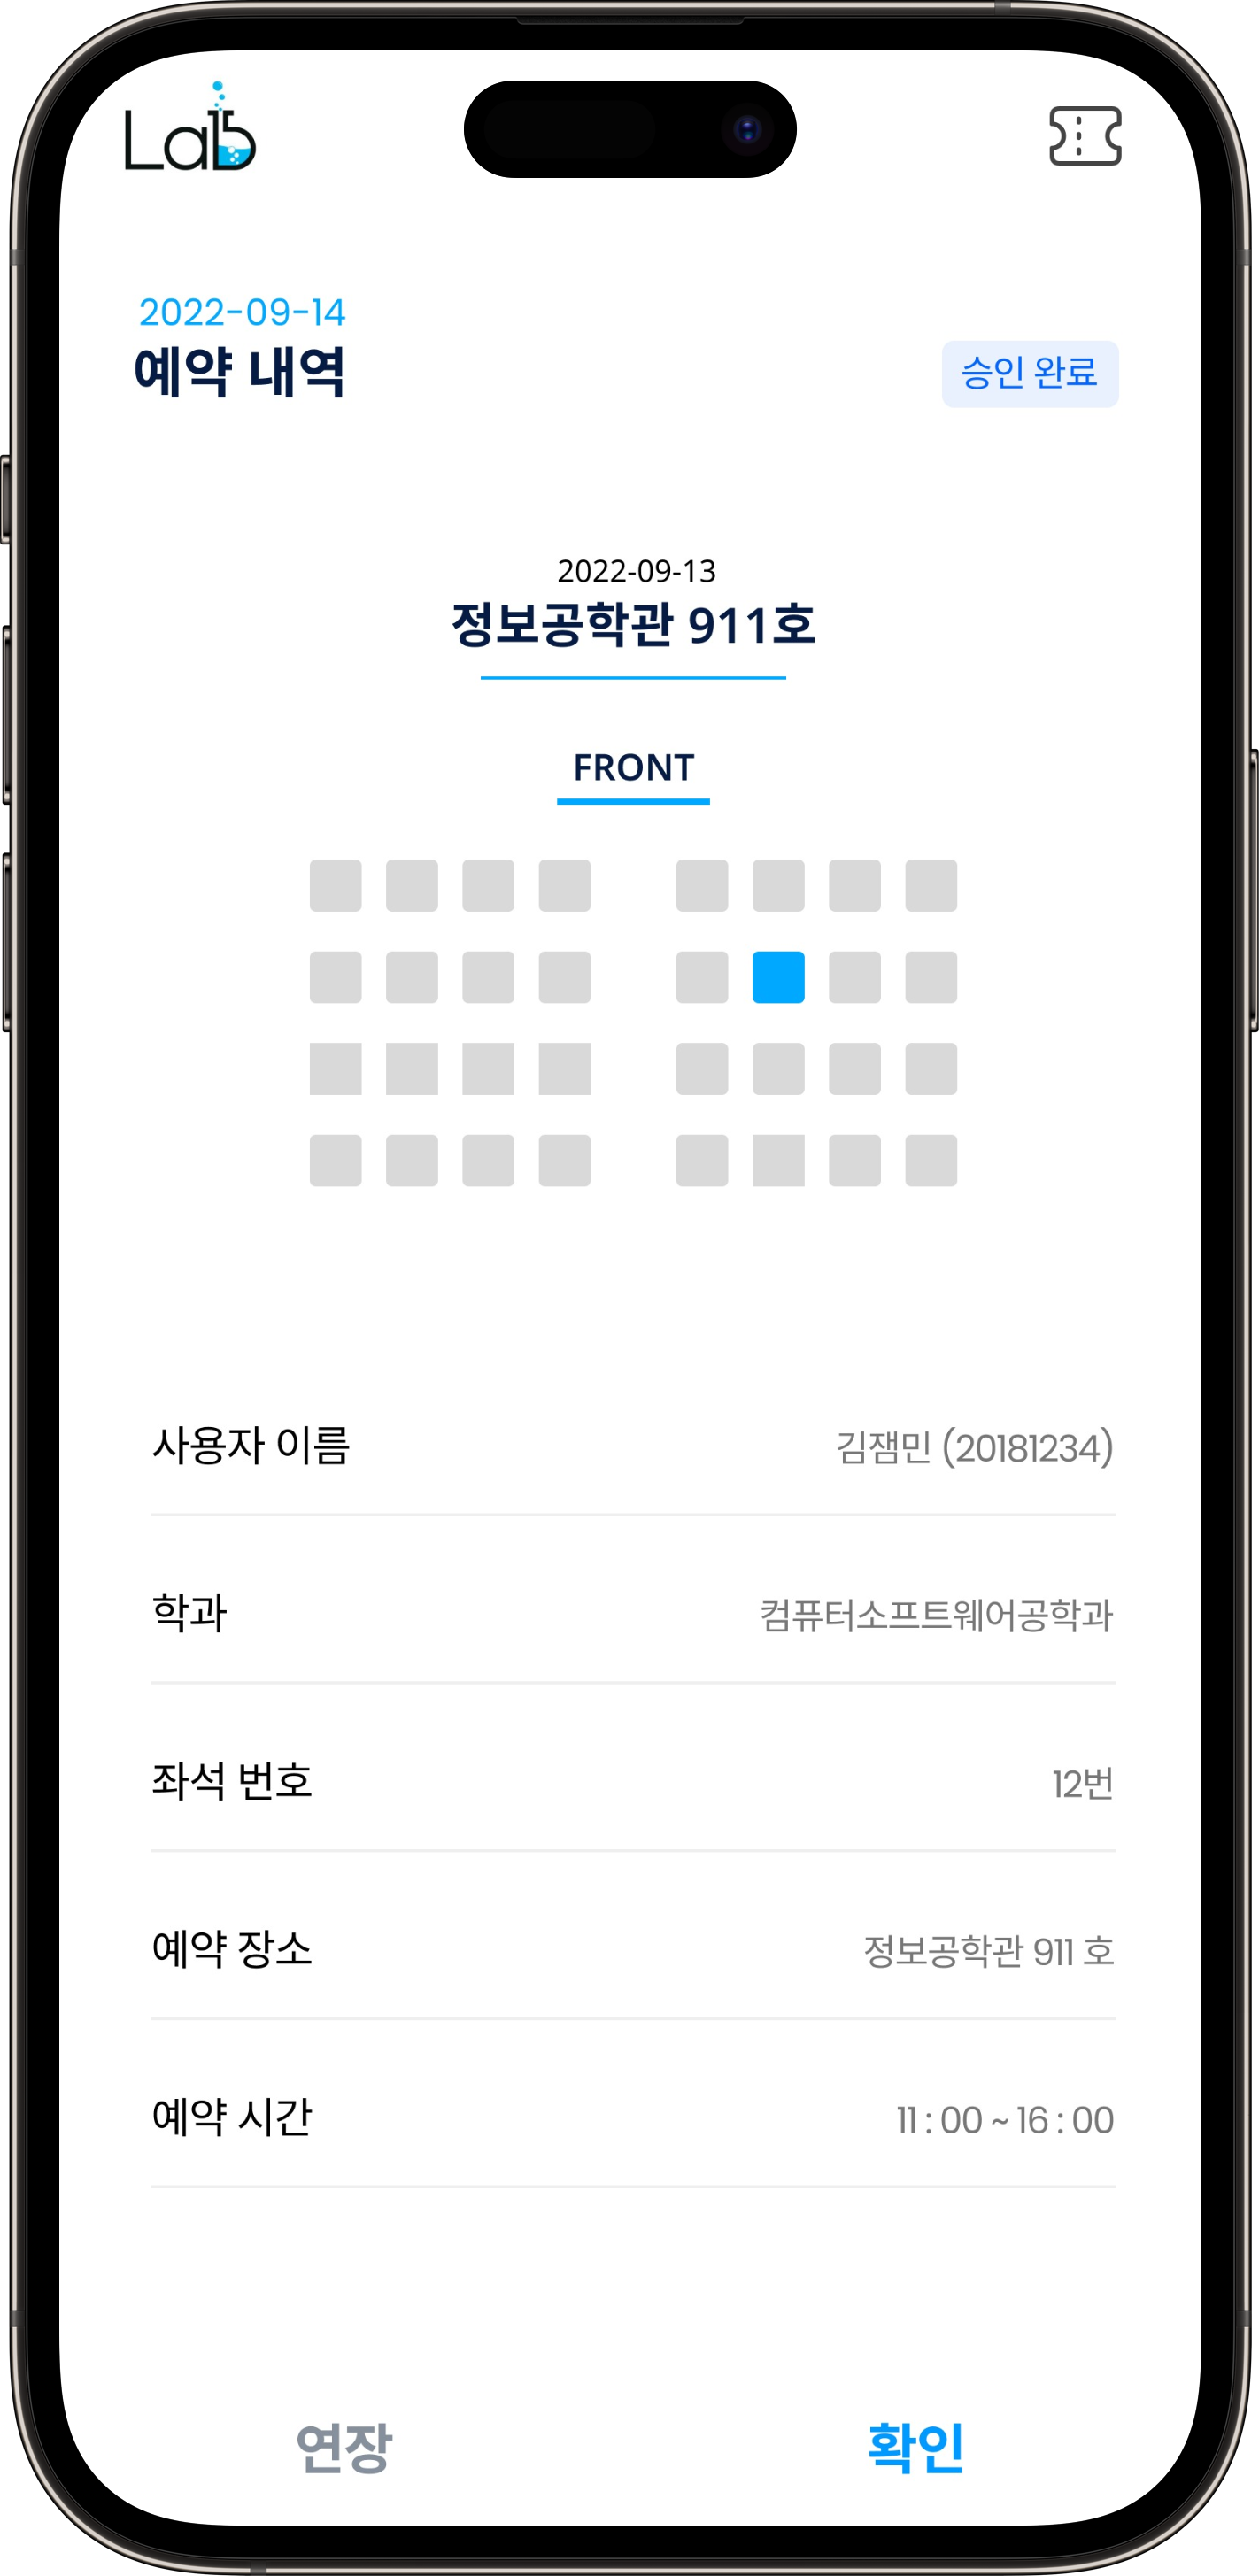 Lab
2022-09-14
예약 내역
승인 완료
2022-09-13
정보공학관 911호
FRONT
사용자 이름 김잼민 (20181234)
학과 컴퓨터소프트웨어공학과
좌석 번호 12번
예약 장소 정보공학관 911 호
예약 시간 11 : 00 ~ 16 : 00
연장 확인